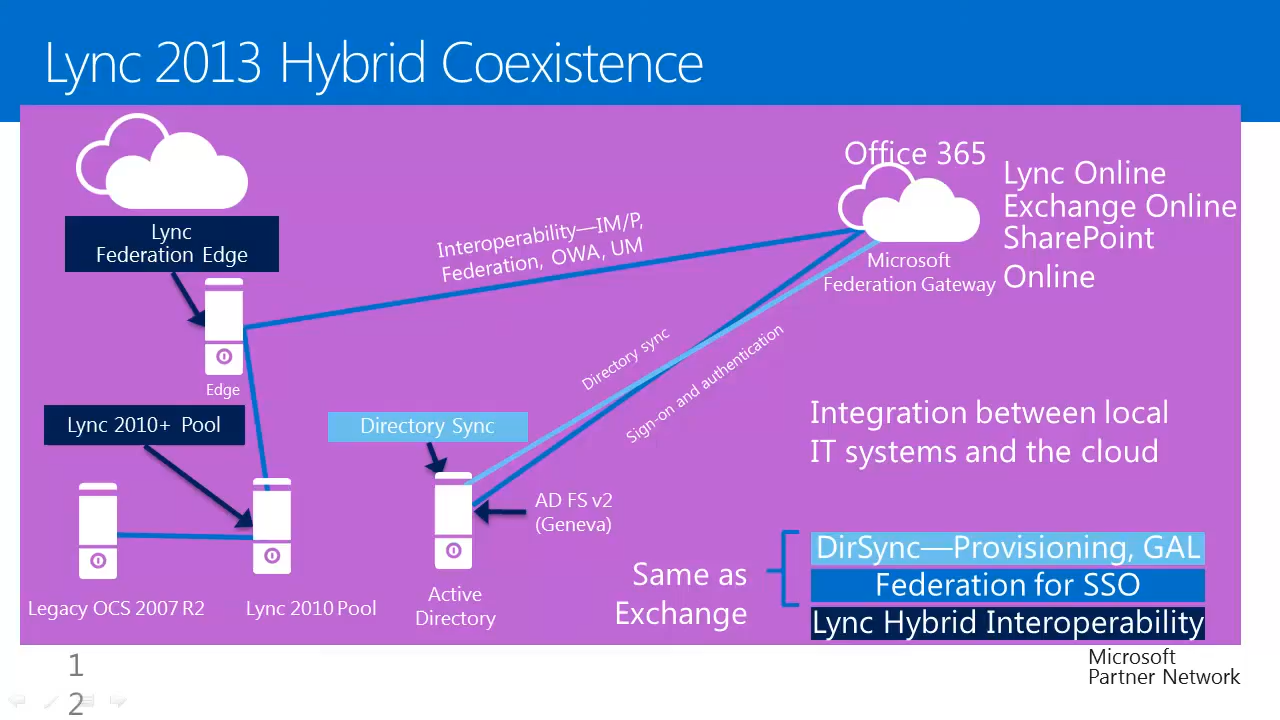 Lync 2013 Hybrid Coexistence
Office 365
Lync Online
Exchange Online
SharePoint
Online
Lync
Federation Edge
Interoperability—IM/P,
Federation, OWA, UM
Microsoft
Federation Gateway
Edge
Directory sync
Sign-on and authentication
Lync 2010+ Pool
Directory Sync
Integration between local
IT systems and the cloud
AD FS v2
(Geneva)
Legacy OCS 2007 R2
Lync 2010 Pool
Active
Directory
Same as
Exchange
DirSync—Provisioning, GAL
Federation for SSO
Lync Hybrid Interoperability
1
2
Microsoft
Partner Network